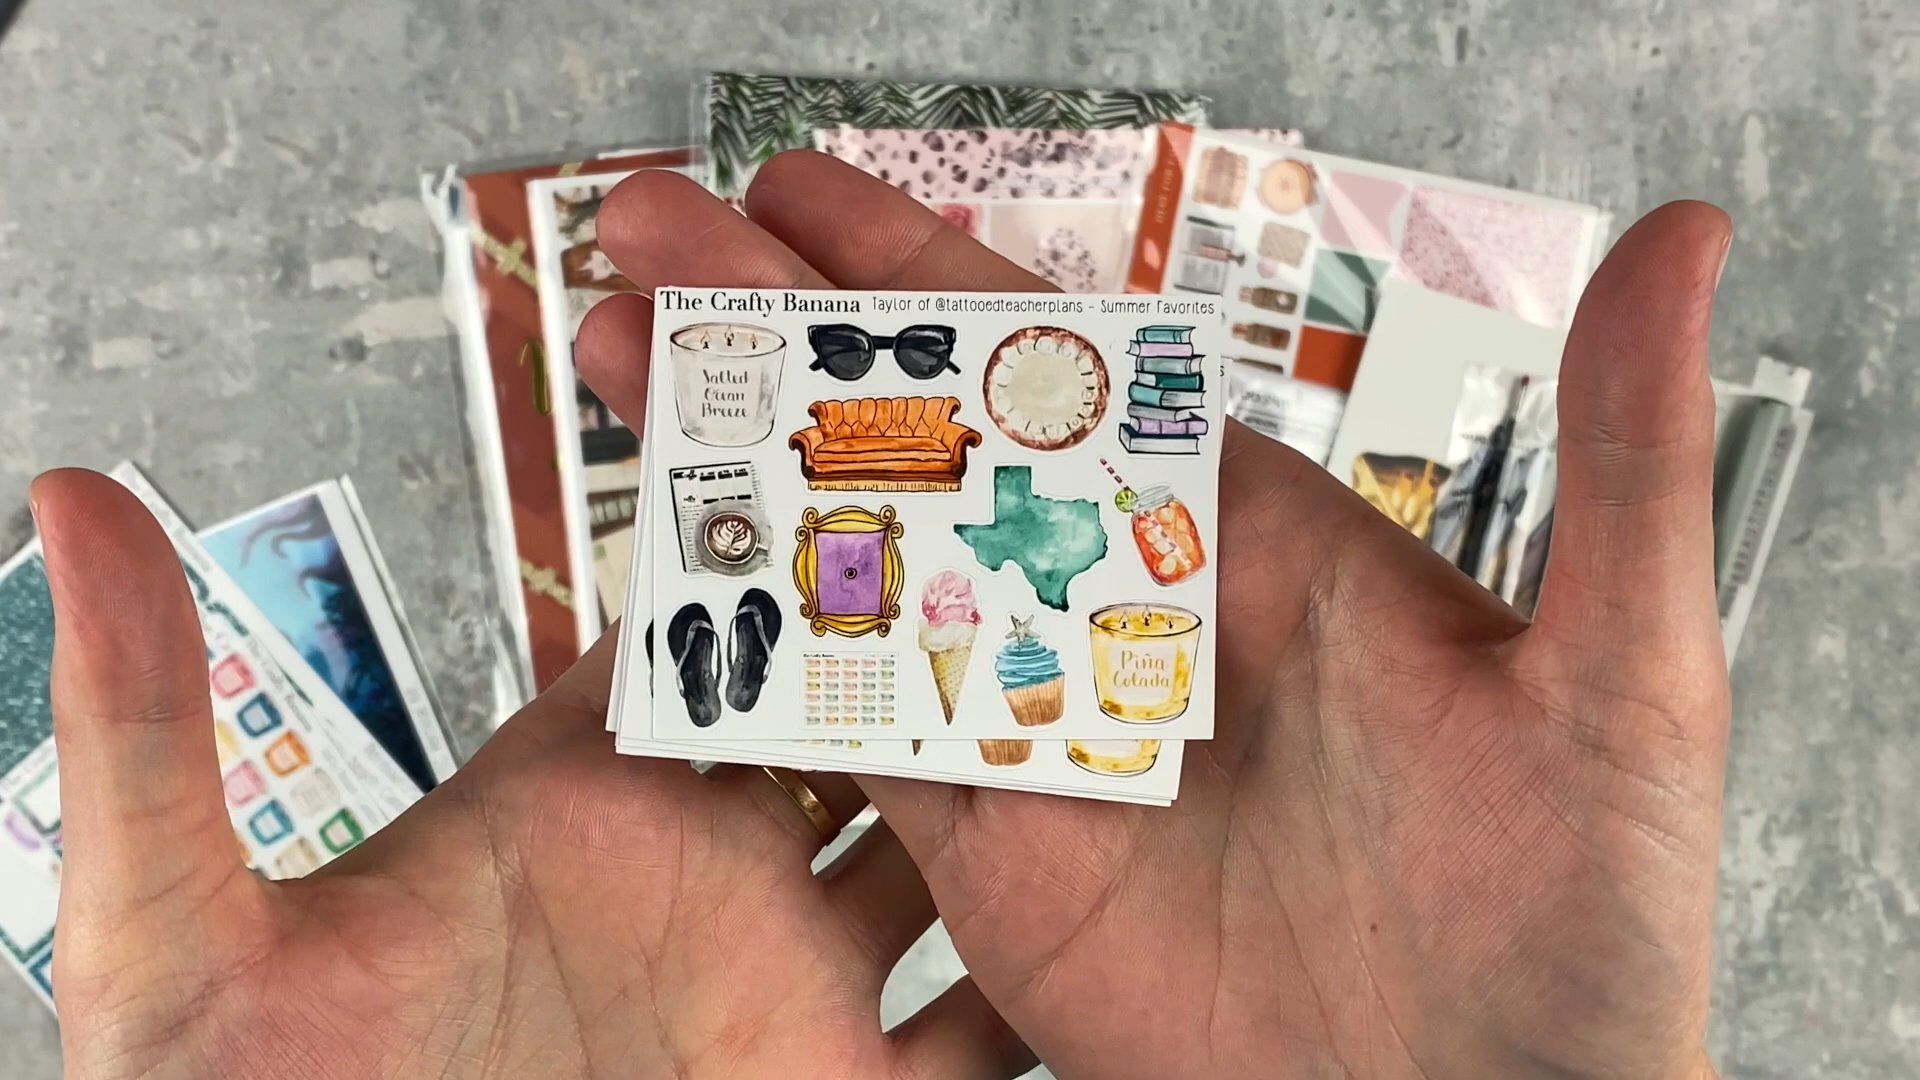 The Crafty Banana Taylor of @tattooedteacherplans - Summer Favorites
Salted
Ocean
Breeze
Piña
Colada